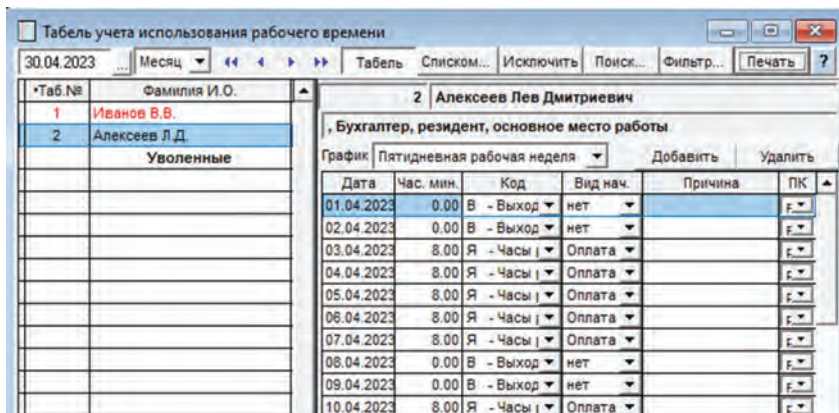 Табель учета использования рабочего времени
30.04.2023 ... Месяц Табель Списком... Исключить Поиск... Фильтр... Печать ?
•Таб.№ Фамилия И.О.
1 Иванов В.В.
2 Алексеев Л.Д.
Уволенные
2 Алексеев Лев Дмитриевич
, Бухгалтер, резидент, основное место работы
График Пятидневная рабочая неделя Добавить Удалить
Дата Час. мин. Код Вид нач. Причина ПК
01.04.2023 0.00 В - Выход нет
02.04.2023 0.00 В - Выход нет
03.04.2023 8.00 Я - Часы Оплата
04.04.2023 8.00 Я - Часы Оплата
05.04.2023 8.00 Я - Часы Оплата
06.04.2023 8.00 Я - Часы Оплата
07.04.2023 8.00 Я - Часы Оплата
08.04.2023 0.00 В - Выход нет
09.04.2023 0.00 В - Выход нет
10.04.2023 8.00 Я - Часы Оплата